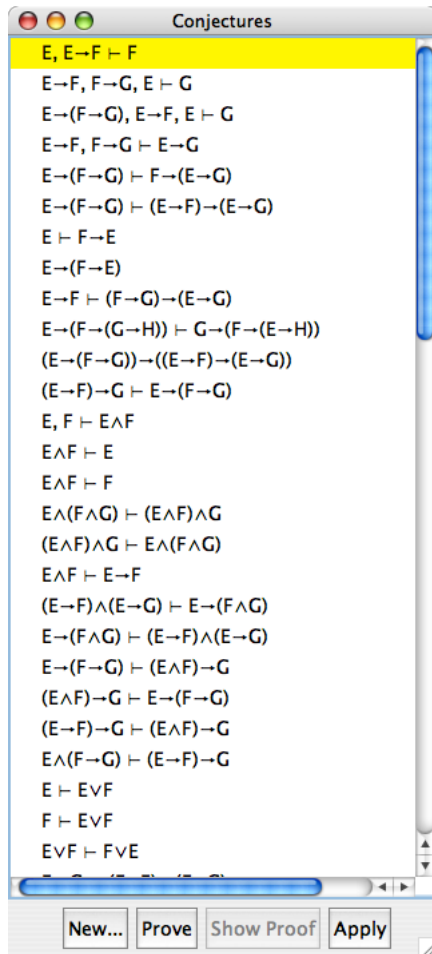 Conjectures
E, E→F ⊢ F
E→F, F→G, E ⊢ G
E→(F→G), E→F, E ⊢ G
E→F, F→G ⊢ E→G
E→(F→G) ⊢ F→(E→G)
E→(F→G) ⊢ (E→F)→(E→G)
E ⊢ F→E
E→(F→E)
E→F ⊢ (F→G)→(E→G)
E→(F→(G→H)) ⊢ G→(F→(E→H))
(E→(F→G))→((E→F)→(E→G))
(E→F)→G ⊢ E→(F→G)
E, F ⊢ E∧F
E∧F ⊢ E
E∧F ⊢ F
E∧(F∧G) ⊢ (E∧F)∧G
(E∧F)∧G ⊢ E∧(F∧G)
E∧F ⊢ E→F
(E→F)∧(E→G) ⊢ E→(F∧G)
E→(F∧G) ⊢ (E→F)∧(E→G)
E→(F→G) ⊢ (E∧F)→G
(E∧F)→G ⊢ E→(F→G)
(E→F)→G ⊢ (E∧F)→G
E∧(F→G) ⊢ (E→F)→G
E ⊢ E∨F
F ⊢ E∨F
E∨F ⊢ F∨E
New... Prove Show Proof Apply